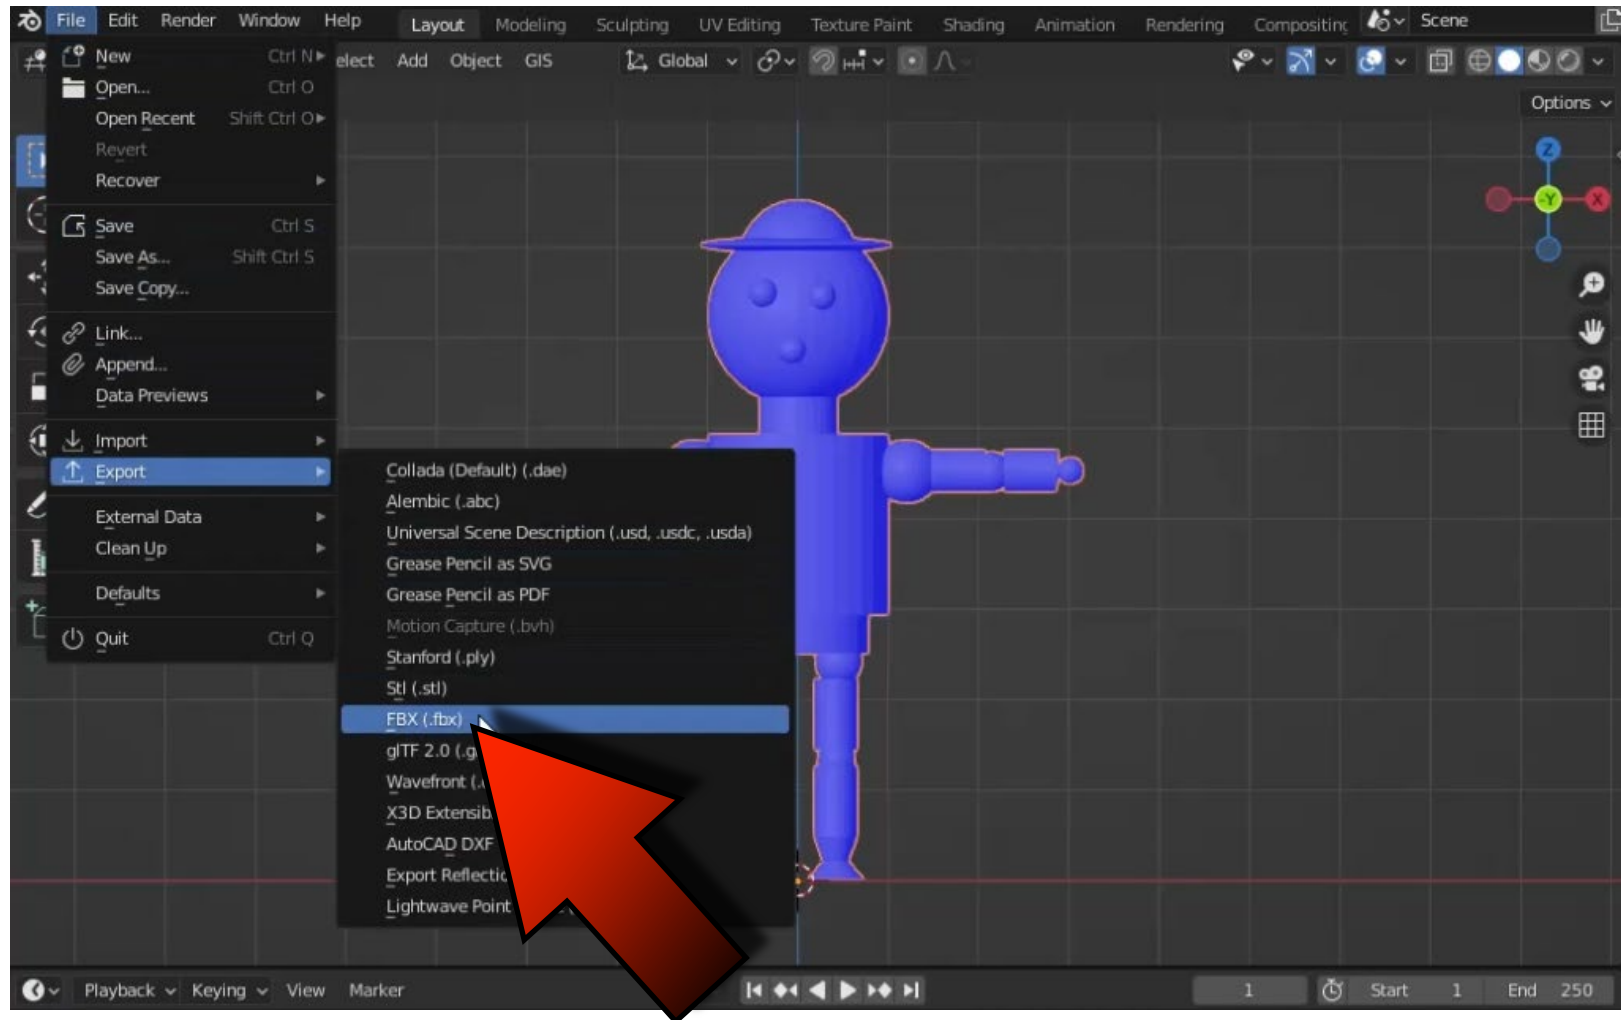 File Edit Render Window Help Layout Modeling Sculpting UV Editing Texture Paint Shading Animation Rendering Compositing Scene
New Ctrl N
elect Add Object GIS Global
Open... Ctrl O
Options
Open Recent Shift Ctrl O
Revert
Z
Recover
-Y X
Save Ctrl S
Save As... Shift Ctrl S
Save Copy...
Link...
Append...
Data Previews
Import
Export
Collada (Default) (.dae)
Alembic (.abc)
External Data
Universal Scene Description (.usd, .usdc, .usda)
Clean Up
Grease Pencil as SVG
Defaults
Grease Pencil as PDF
Motion Capture (.bvh)
Quit Ctrl Q
Stanford (.ply)
Stl (.stl)
FBX (.fbx)
glTF 2.0
Wavefront
X3D
AutoCAD DXF
Export
Lightwave Point
Playback Keying View Marker 1 Start 1 End 250